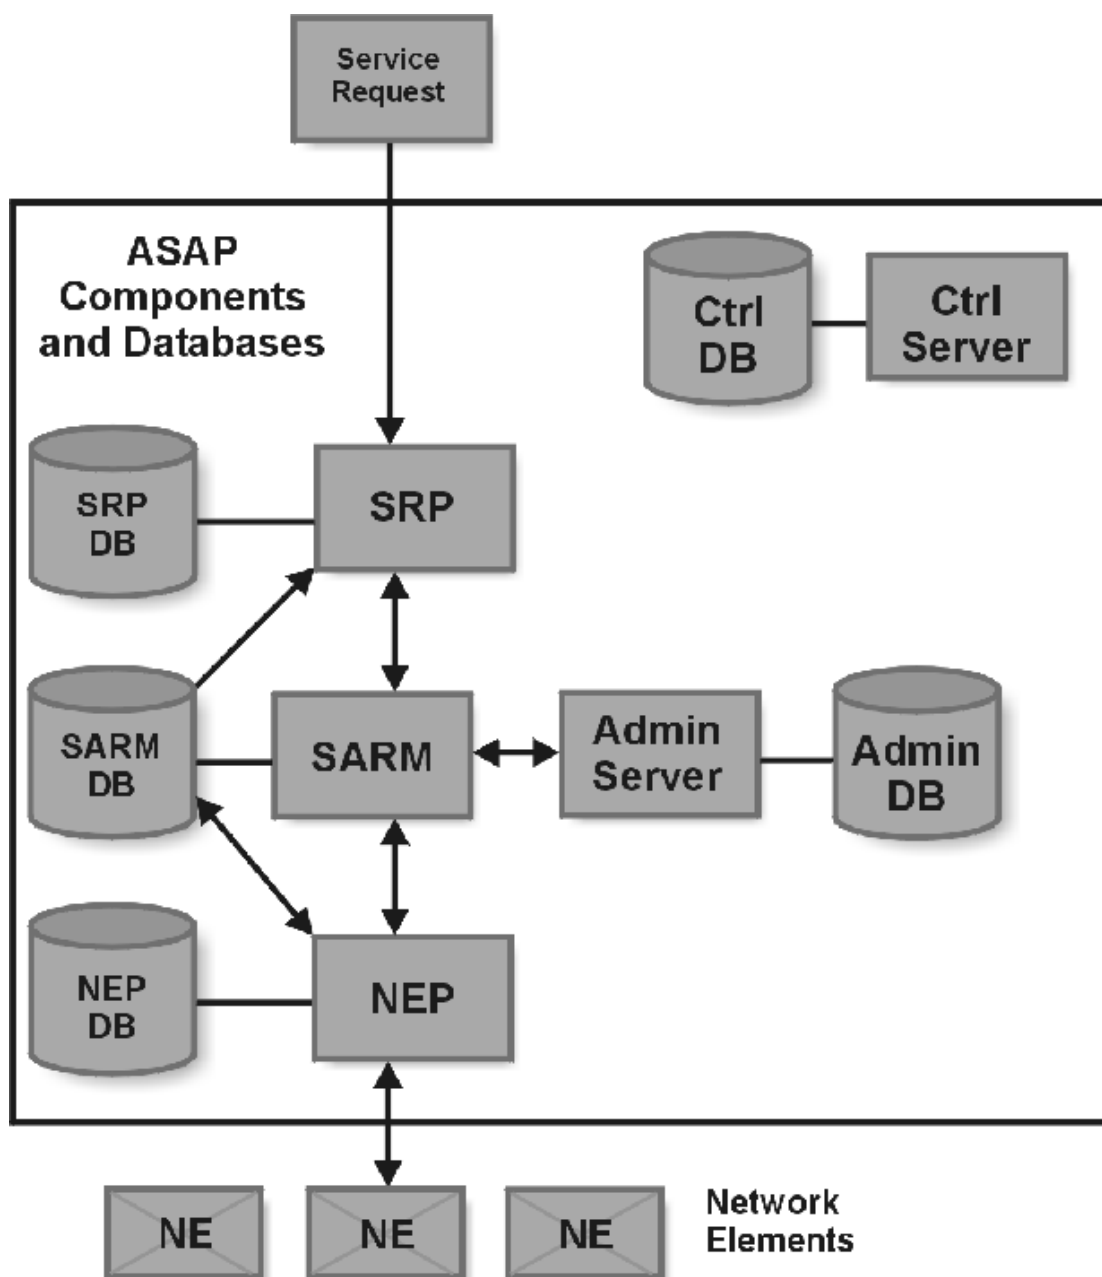 Service
Request
ASAP
Components
and Databases
Ctrl
DB
Ctrl
Server
SRP
DB
SRP
SARM
DB
SARM
Admin
Server
Admin
DB
NEP
DB
NEP
NE
NE
NE
Network
Elements